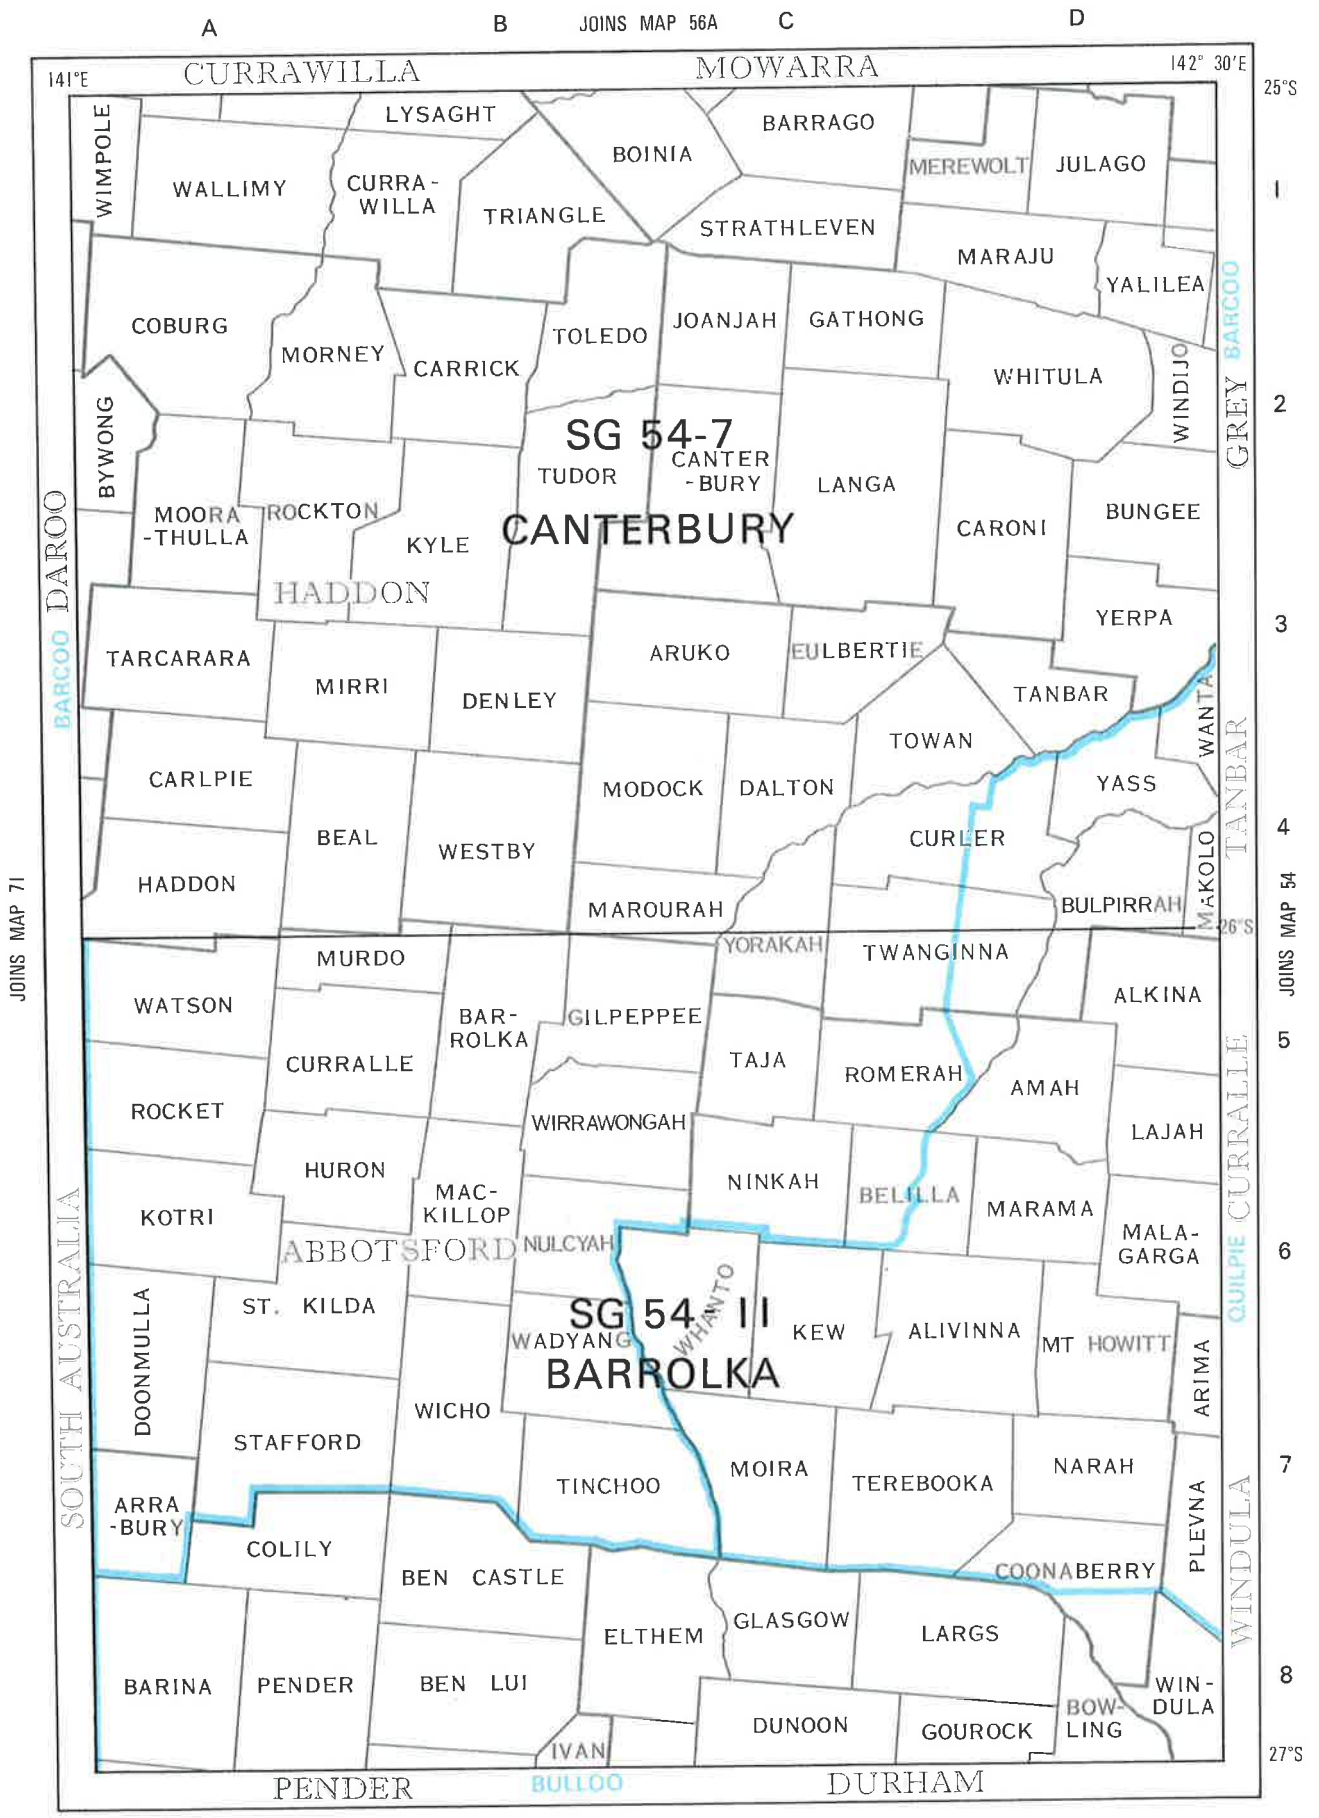 A
B
JOINS MAP 56A
C
D
141°E
CURRAWILLA
MOWARRA
142° 30'E
25°S
WIMPOLE
LYSAGHT
BARRAGO
BOINIA
MEREWOLT
JULAGO
WALLIMY
CURRA-
WILLA
1
TRIANGLE
STRATHLEVEN
MARAJU
YALILEA
BARCOO
COBURG
TOLEDO
JOANJAH
GATHONG
MORNEY
CARRICK
WHITULA
WINDIJO
2
GREY
BYWONG
SG 54-7
TUDOR
CANTER
-BURY
LANGA
MOORA
-THULLA
ROCKTON
BUNGEE
CANTERBURY
CARONI
KYLE
DAROO
HADDON
YERPA
3
BARCOO
TARCARARA
ARUKO
EULBERTIE
MIRRI
DENLEY
TANBAR
WANTA
TOWAN
TANBAR
CARLPIE
MODOCK
DALTON
YASS
BEAL
WESTBY
CURLER
4
HADDON
MAROURAH
BULPIRRAH
MAKOLO
JOINS MAP 71
JOINS MAP 54
26°S
YORAKAH
TWANGINNA
MURDO
WATSON
BAR-
ROLKA
GILPEPPEE
ALKINA
5
CURRALLE
TAJA
ROMERAH
AMAH
CURRALLE
ROCKET
WIRRAWONGAH
LAJAH
HURON
NINKAH
BELILLA
MARAMA
MAC-
KILLOP
KOTRI
MALA-
GARGA
ABBOTSFORD
NULCYAH
6
QUILPIE
SOUTH AUSTRALIA
DOONMULLA
ST. KILDA
SG 54-11
WHANTO
WADYANG
KEW
ALIVINNA
MT HOWITT
ARIMA
BARROLKA
WICHO
STAFFORD
MOIRA
TEREBOOKA
NARAH
7
TINCHOO
ARRA
-BURY
PLEVNA
WINDULA
COLILY
BEN CASTLE
COONABERRY
ELTHEM
GLASGOW
LARGS
BARINA
PENDER
BEN LUI
8
WIN-
DULA
BOW-
LING
DUNOON
GOUROCK
IVAN
27°S
PENDER
BULLOO
DURHAM